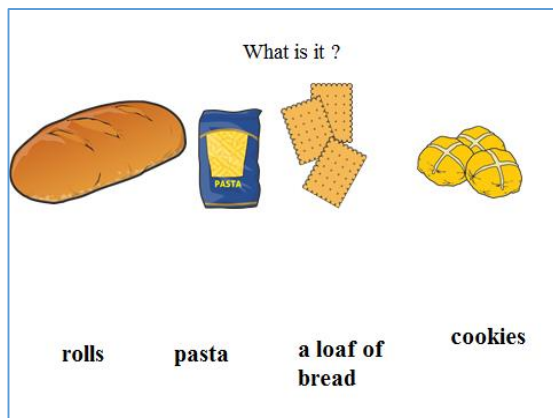 What is it ?
PASTA
rolls
pasta
a loaf of
bread
cookies